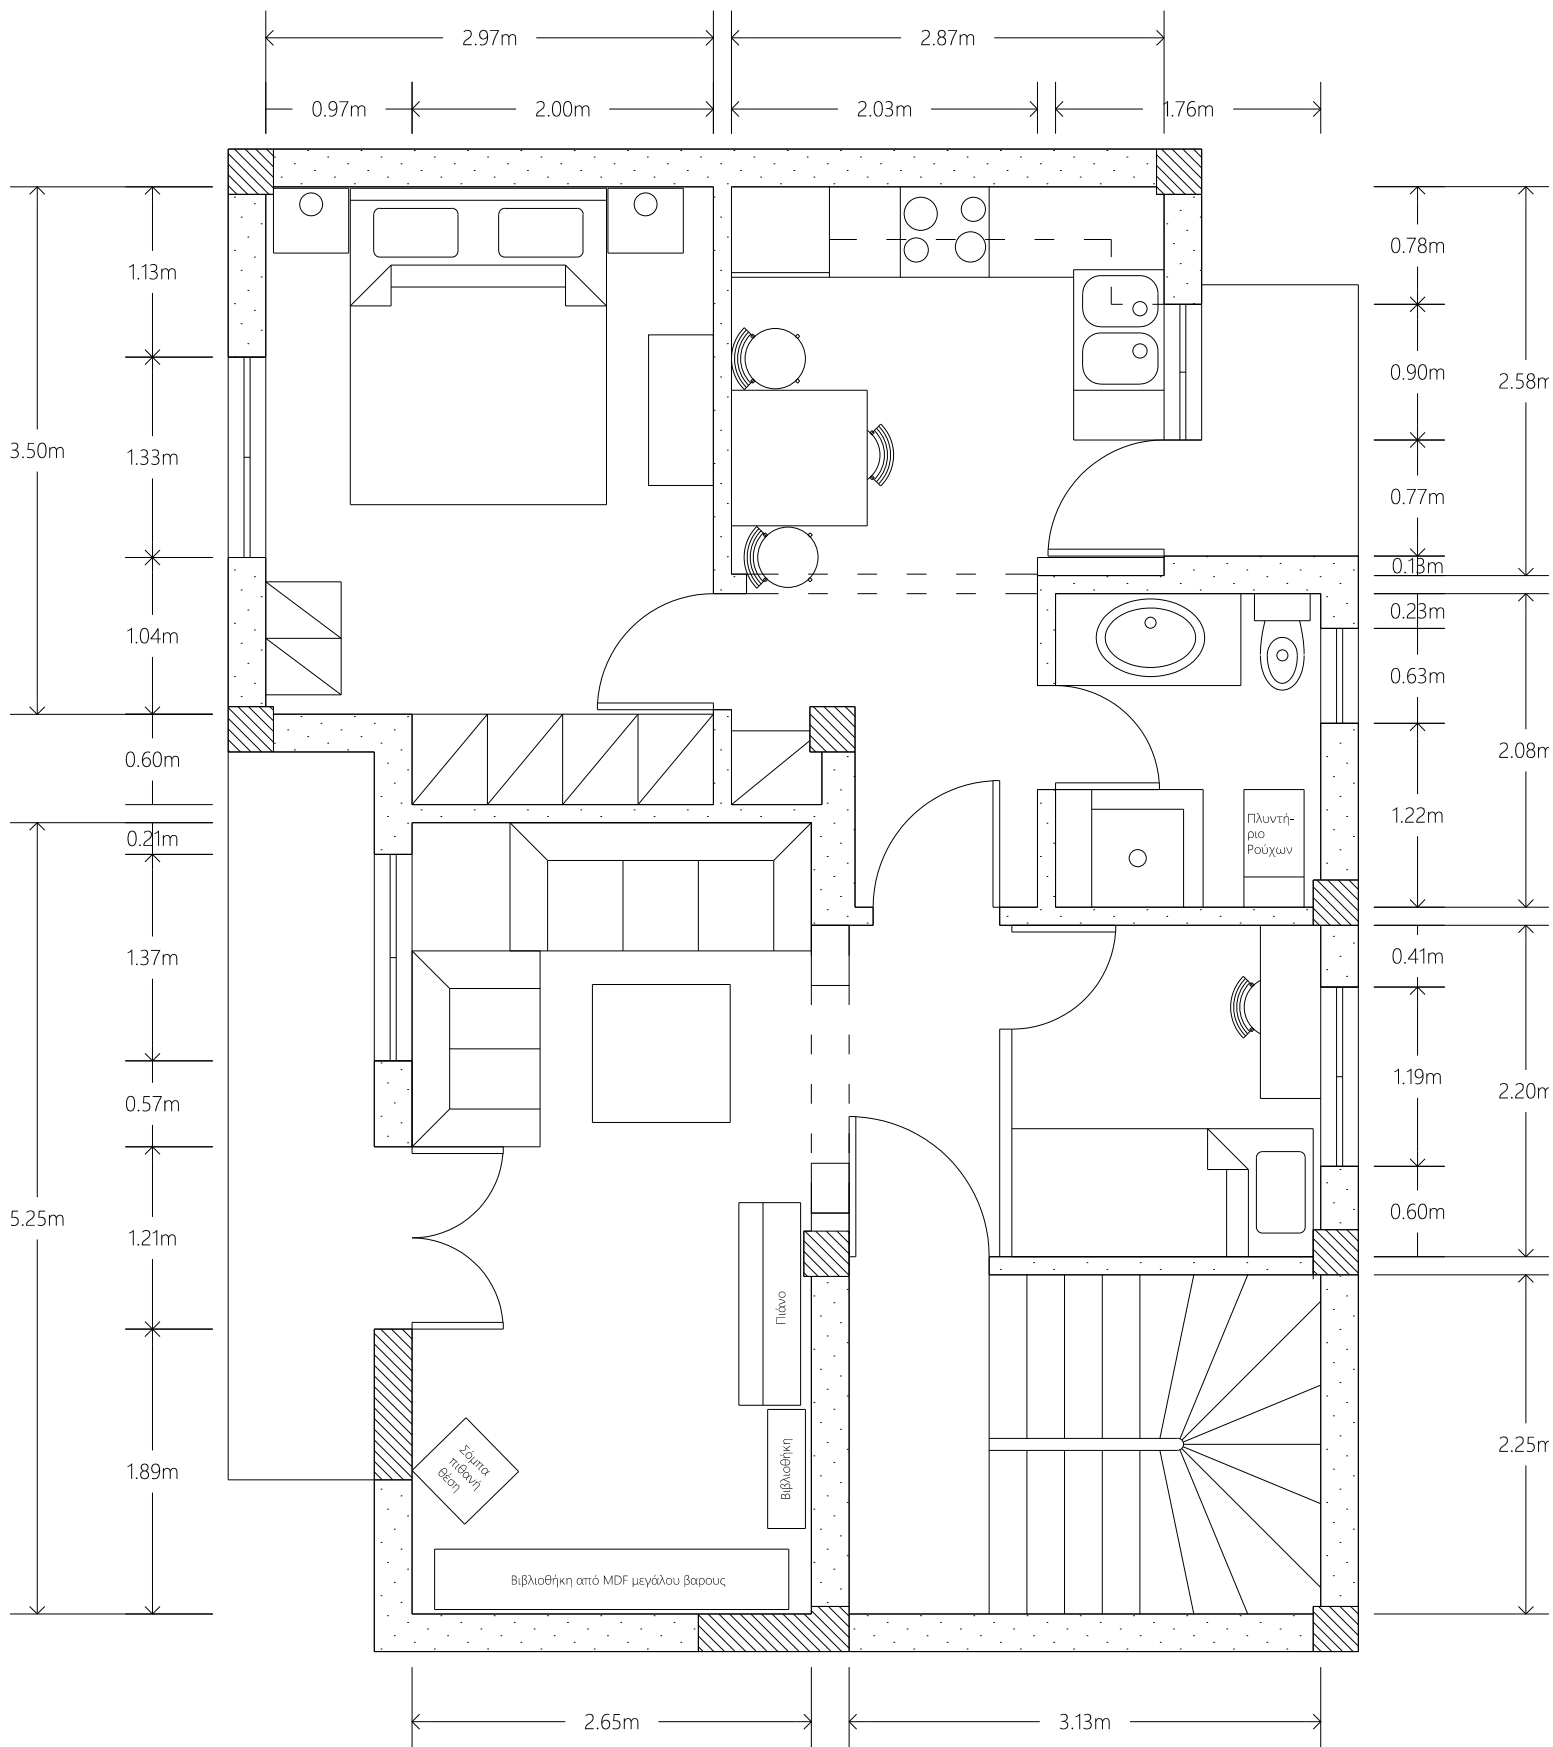 2.97m
2.87m
0.97m
2.00m
2.03m
1.76m
3.50m
1.13m
1.33m
1.04m
0.60m
0.21m
1.37m
0.57m
5.25m
1.21m
1.89m
0.78m
0.90m
2.58m
0.77m
0.13m
0.23m
0.63m
2.08m
1.22m
0.41m
1.19m
2.20m
0.60m
2.25m
Πλυντή-
ριο
Ρούχων
Πιάνο
Βιβλιοθήκη
Σόμπα
πιθανή
θέση
Βιβλιοθήκη από MDF μεγάλου βαρους
2.65m
3.13m